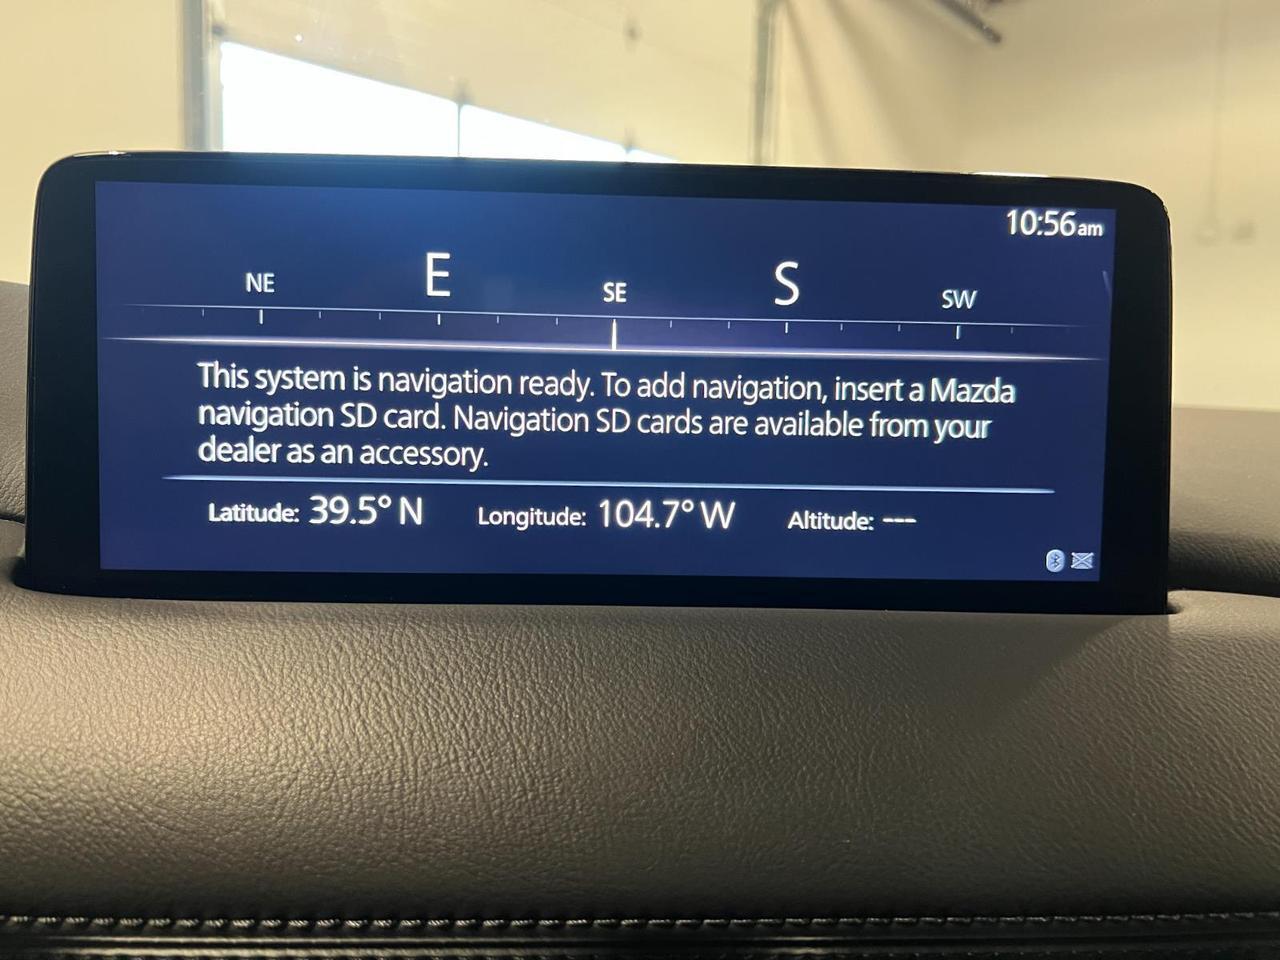 10:56am
NE E SE S SW
This system is navigation ready. To add navigation, insert a Mazda
navigation SD card. Navigation SD cards are available from your
dealer as an accessory.
Latitude: 39.5° N Longitude: 104.7° W Altitude: ---